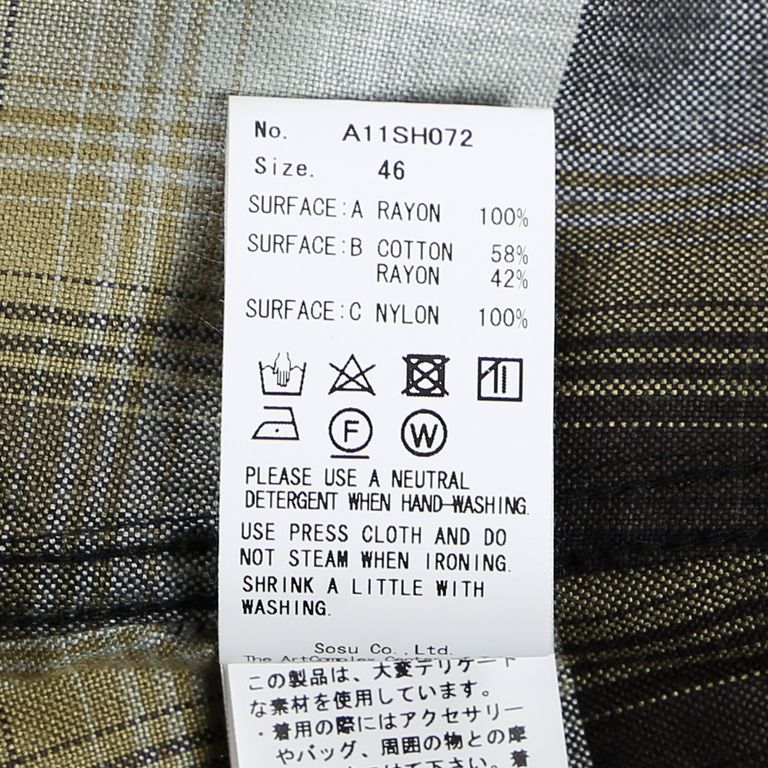 No. A11SH072
Size. 46
SURFACE:A RAYON 100%
SURFACE:B COTTON 58%
RAYON 42%
SURFACE:C NYLON 100%
F W
PLEASE USE A NEUTRAL
DETERGENT WHEN HAND-WASHING.
USE PRESS CLOTH AND DO
NOT STEAM WHEN IRONING.
SHRINK A LITTLE WITH
WASHING.
Sosu Co.,Ltd.
The ArtComplex
この製品は、大変デリケート
な素材を使用しています。
・着用の際にはアクセサリー
やバッグ、周囲の物との摩